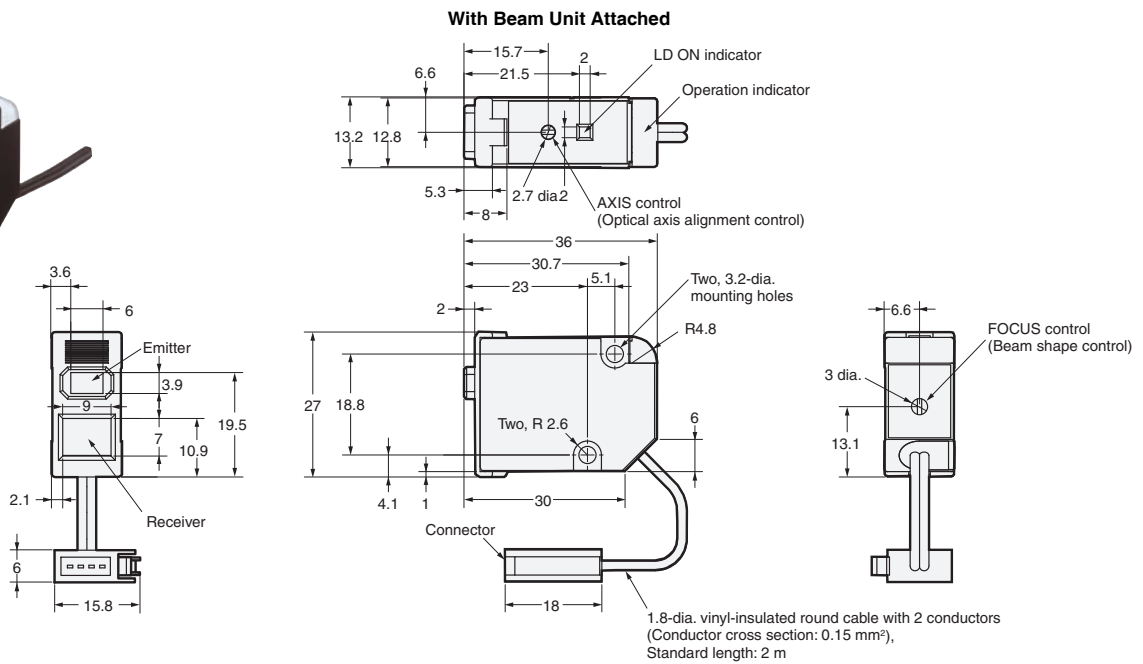 With Beam Unit Attached
15.7
2
LD ON indicator
6.6
21.5
Operation indicator
13.2
12.8
5.3
2.7 dia.
2
AXIS control
(Optical axis alignment control)
8
36
30.7
5.1
23
Two, 3.2-dia.
mounting holes
2
R4.8
27
18.8
Two, R 2.6
6
4.1
1
30
Connector
18
1.8-dia. vinyl-insulated round cable with 2 conductors
(Conductor cross section: 0.15 mm²),
Standard length: 2 m
3.6
6
Emitter
3.9
9
19.5
7
10.9
2.1
Receiver
6
15.8
6.6
FOCUS control
(Beam shape control)
3 dia.
13.1